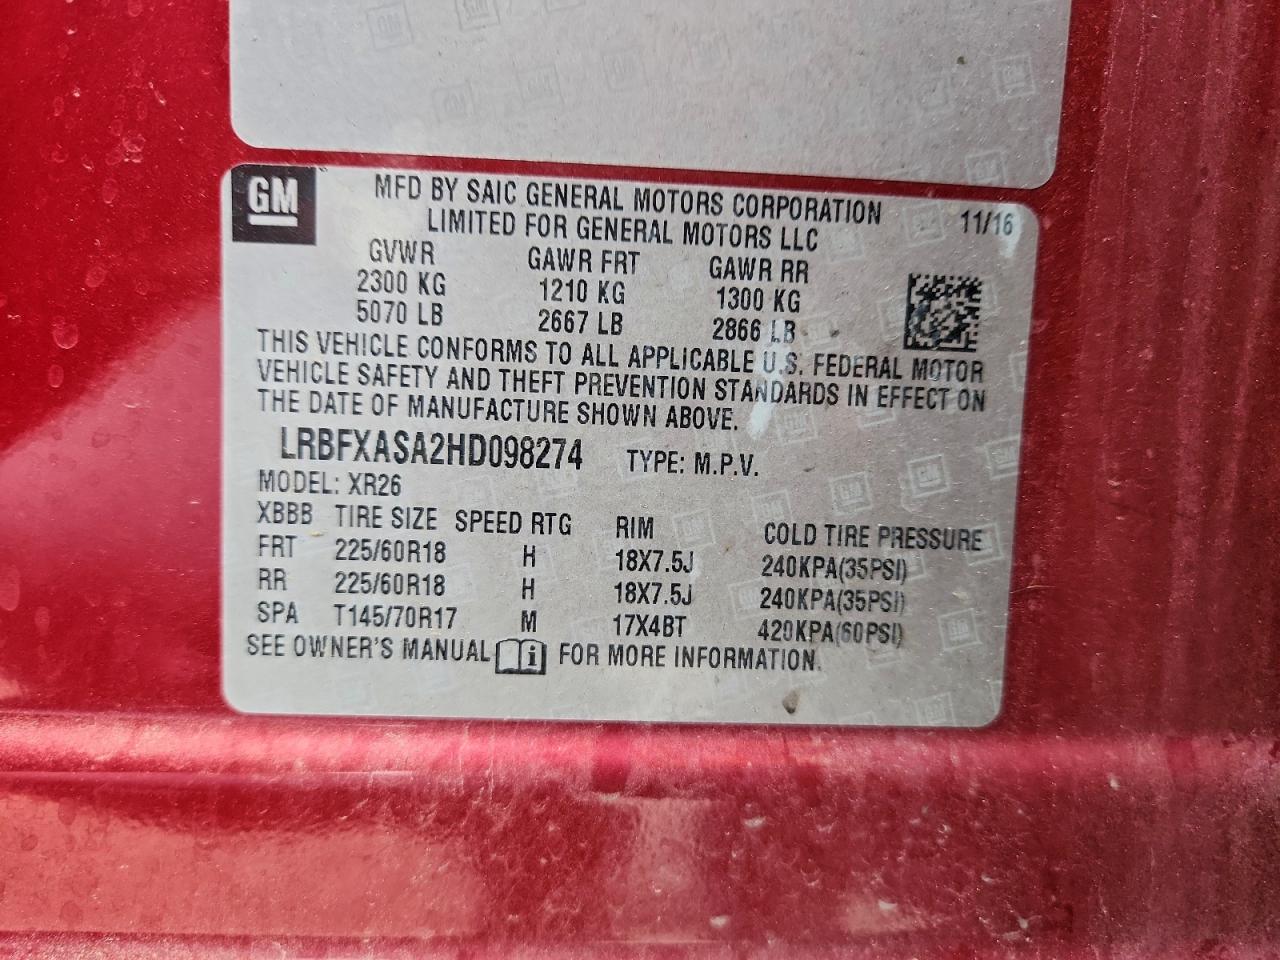 GM
MFD BY SAIC GENERAL MOTORS CORPORATION
LIMITED FOR GENERAL MOTORS LLC
11/16
GVWR GAWR FRT GAWR RR
2300 KG 1210 KG 1300 KG
5070 LB 2667 LB 2866 LB
THIS VEHICLE CONFORMS TO ALL APPLICABLE U.S. FEDERAL MOTOR
VEHICLE SAFETY AND THEFT PREVENTION STANDARDS IN EFFECT ON
THE DATE OF MANUFACTURE SHOWN ABOVE.
LRBFXASA2HD098274 TYPE: M.P.V.
MODEL: XR26
XBBB TIRE SIZE SPEED RTG RIM COLD TIRE PRESSURE
FRT 225/60R18 H 18X7.5J 240KPA(35PSI)
RR 225/60R18 H 18X7.5J 240KPA(35PSI)
SPA T145/70R17 M 17X4BT 420KPA(60PSI)
SEE OWNER'S MANUAL i FOR MORE INFORMATION.